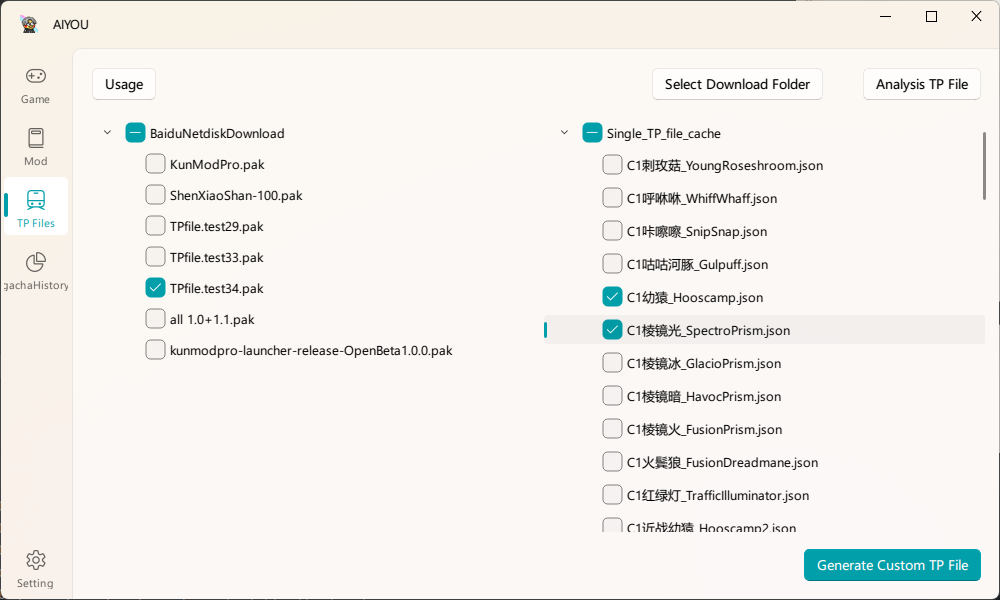 AIYOU
Game
Mod
TP Files
gachaHistory
Setting
Usage
Select Download Folder
Analysis TP File
BaiduNetdiskDownload
KunModPro.pak
ShenXiaoShan-100.pak
TPfile.test29.pak
TPfile.test33.pak
TPfile.test34.pak
all 1.0+1.1.pak
kunmodpro-launcher-release-OpenBeta1.0.0.pak
Single_TP_file_cache
C1刺玫菇_YoungRoseshroom.json
C1呼咻咻_WhiffWhaff.json
C1咔嚓嚓_SnipSnap.json
C1咕咕河豚_Gulpuff.json
C1幼猿_Hooscamp.json
C1棱镜光_SpectroPrism.json
C1棱镜冰_GlacioPrism.json
C1棱镜暗_HavocPrism.json
C1棱镜火_FusionPrism.json
C1火鬃狼_FusionDreadmane.json
C1红绿灯_TrafficIlluminator.json
C1近战幼猿_Hooscamp2.json
Generate Custom TP File